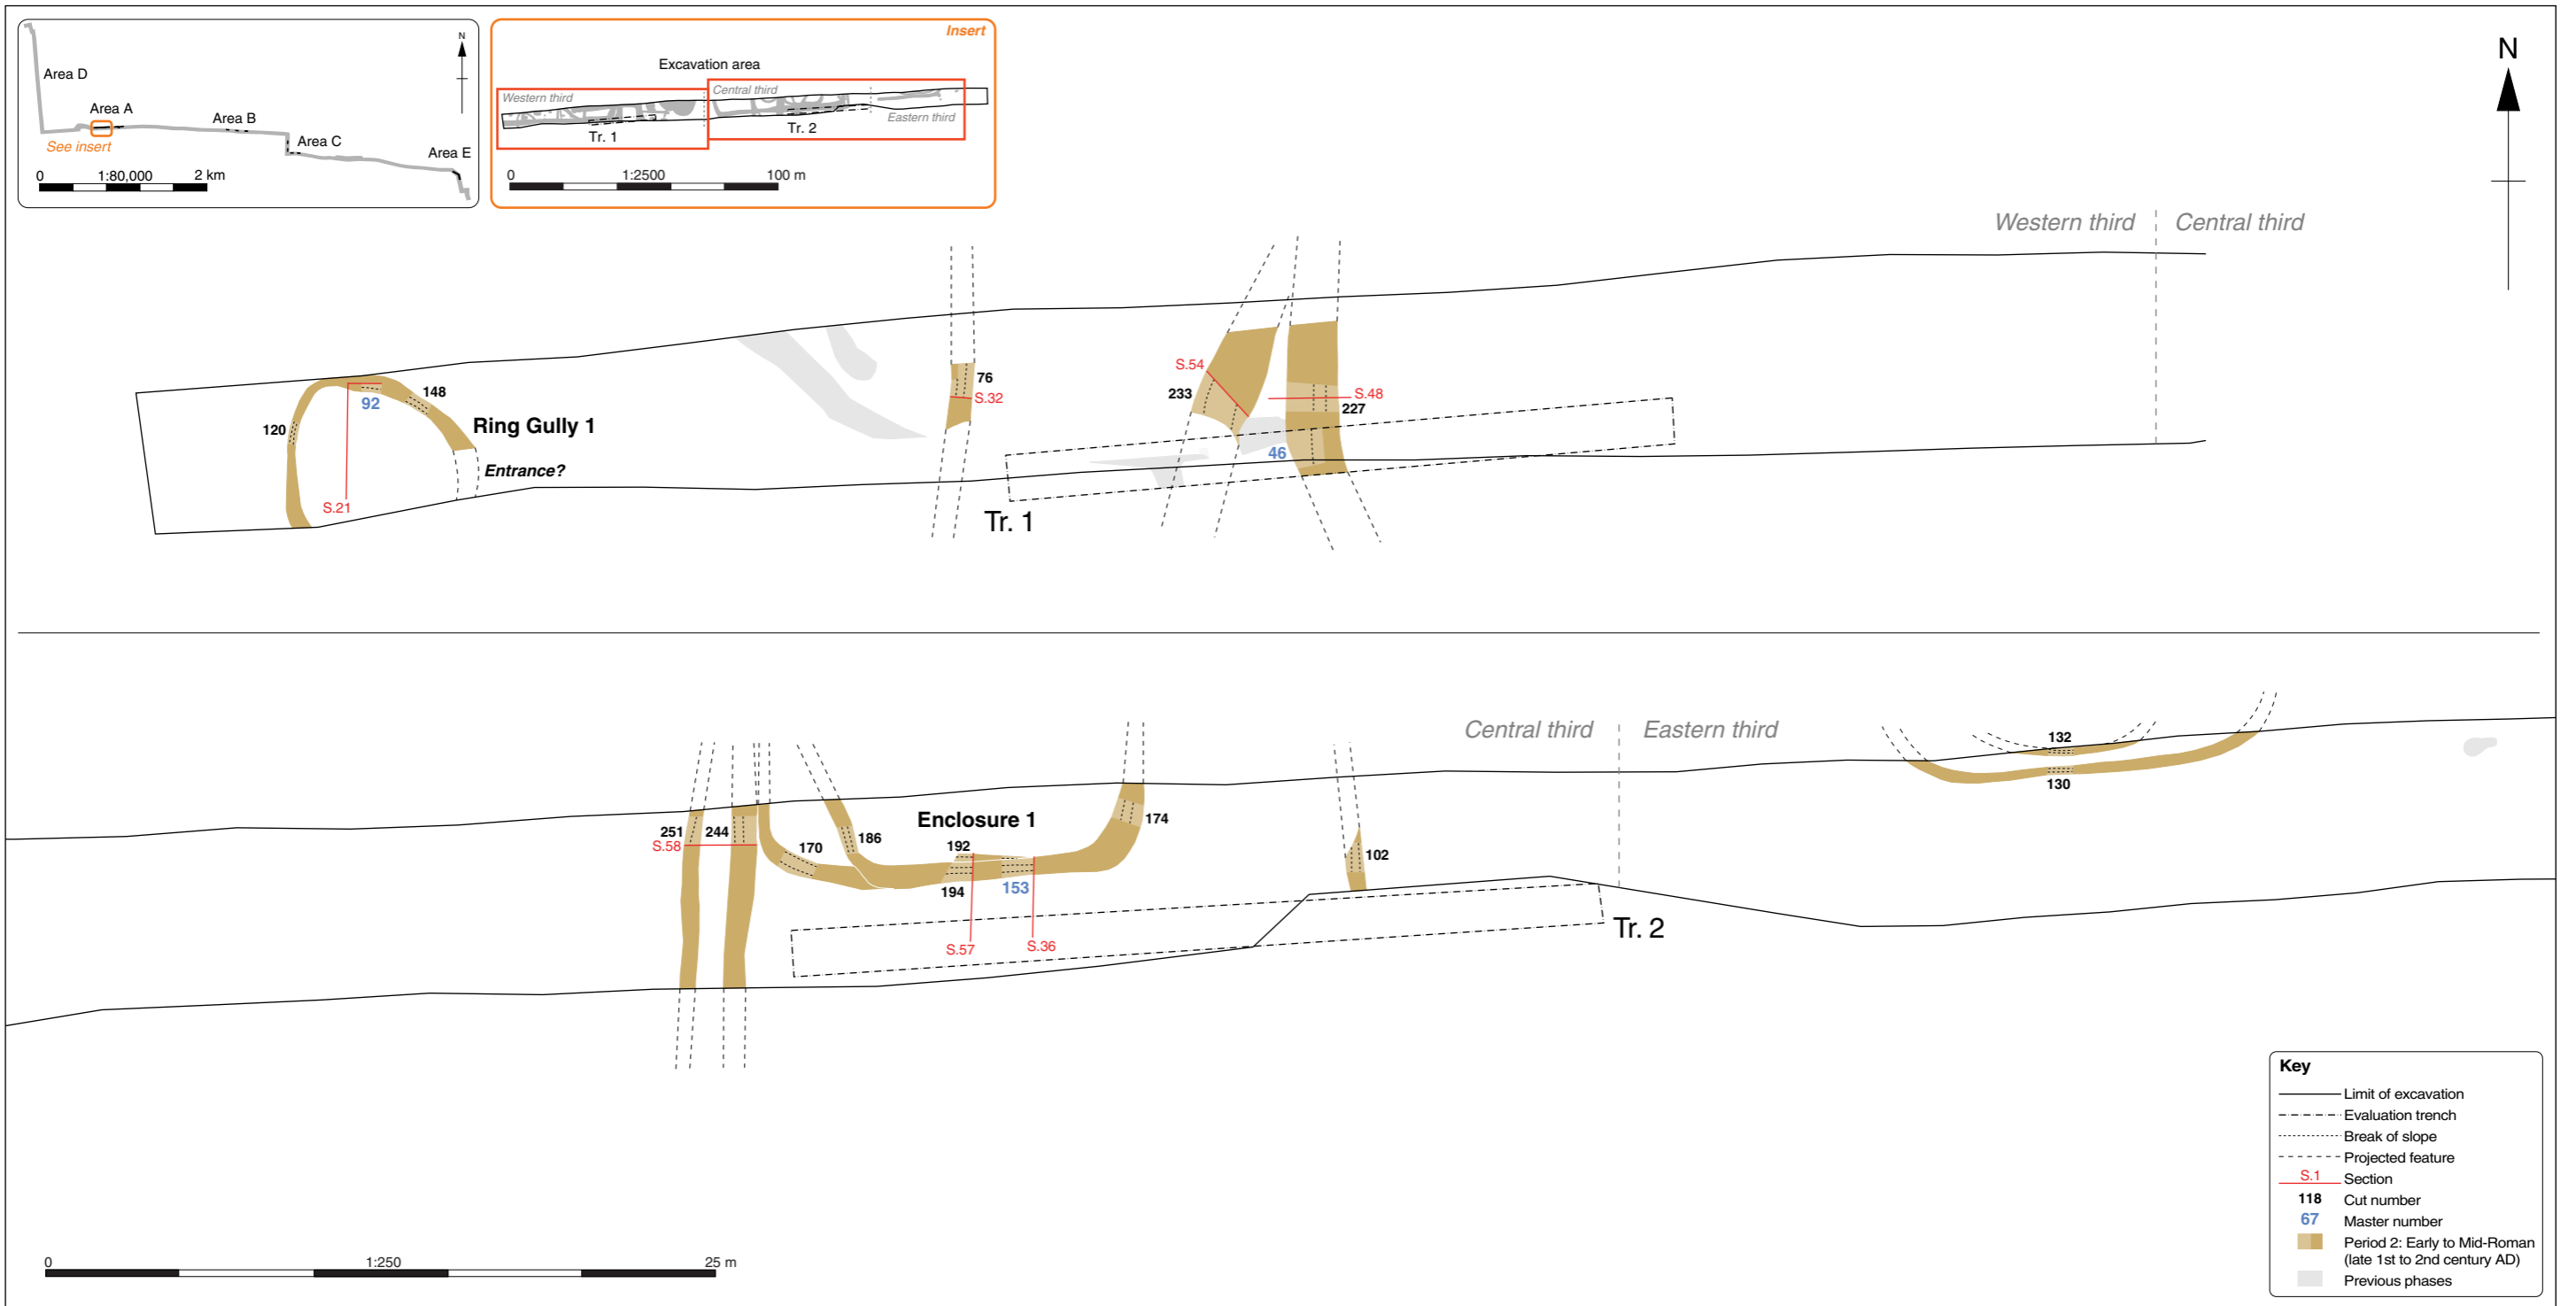 Area D
Area A
See insert
Area B
Area C
Area E
N
0 1:80,000 2 km
Insert
Excavation area
Western third
Central third
Eastern third
Tr. 1
Tr. 2
0 1:2500 100 m
N
Western third
Central third
120
92
148
Ring Gully 1
Entrance?
S.21
76
S.32
S.54
233
S.48
227
46
Tr. 1
Central third
Eastern third
251
244
S.58
170
186
Enclosure 1
192
194
153
174
S.57
S.36
102
Tr. 2
132
130
0 1:250 25 m
Key
Limit of excavation
Evaluation trench
Break of slope
Projected feature
S.1 Section
118 Cut number
67 Master number
Period 2: Early to Mid-Roman
(late 1st to 2nd century AD)
Previous phases